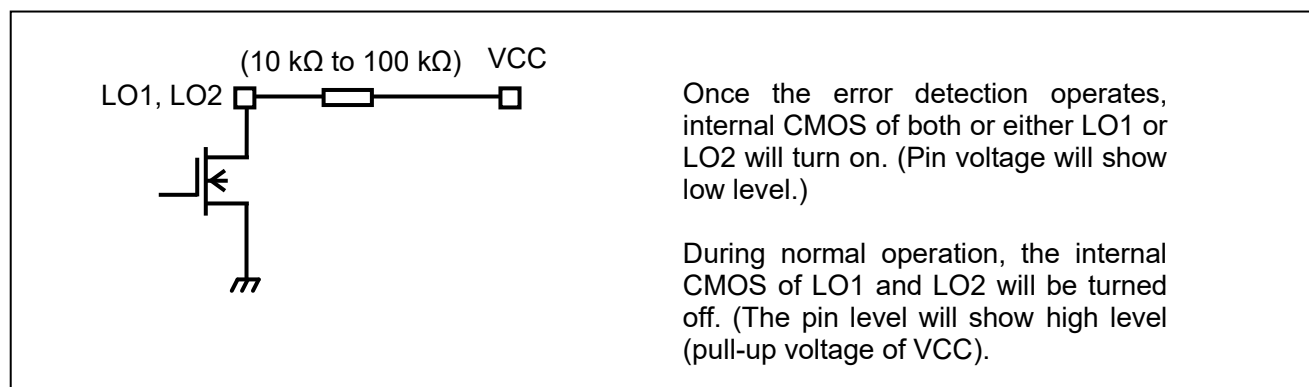 (10 kΩ to 100 kΩ) VCC
LO1, LO2
Once the error detection operates,
internal CMOS of both or either LO1 or
LO2 will turn on. (Pin voltage will show
low level.)
During normal operation, the internal
CMOS of LO1 and LO2 will be turned
off. (The pin level will show high level
(pull-up voltage of VCC).